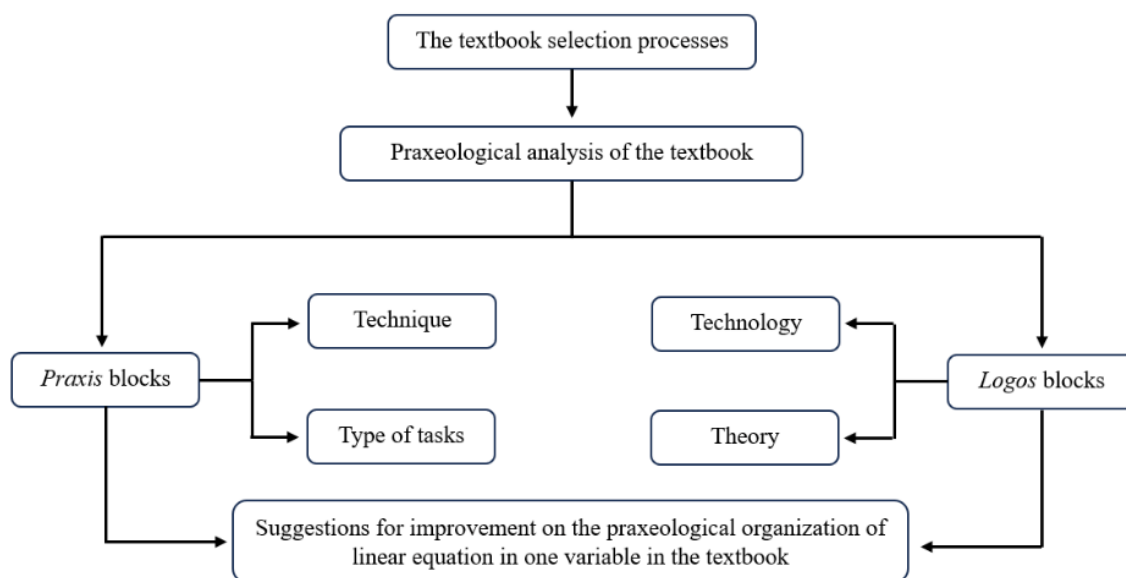 The textbook selection processes
Praxeological analysis of the textbook
Technique
Technology
Praxis blocks
Logos blocks
Type of tasks
Theory
Suggestions for improvement on the praxeological organization of
linear equation in one variable in the textbook